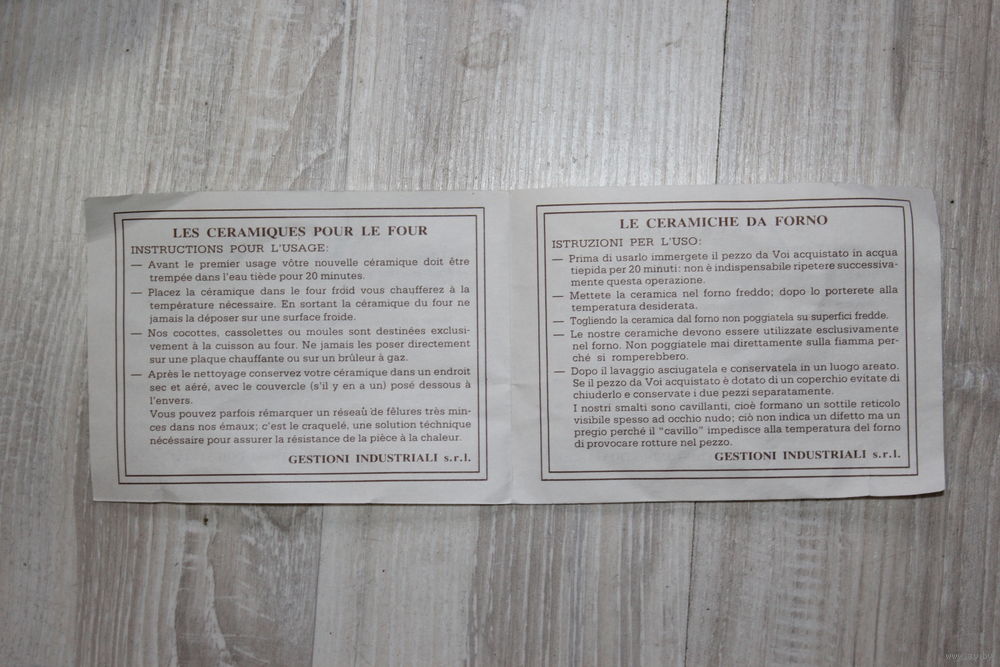 LES CERAMIQUES POUR LE FOUR
INSTRUCTIONS POUR L'USAGE:
— Avant le premier usage vôtre nouvelle céramique doit être
trempée dans l'eau tiède pour 20 minutes.
— Placez la céramique dans le four froid vous chaufferez à la
température nécessaire. En sortant la céramique du four ne
jamais la déposer sur une surface froide.
— Nos cocottes, cassolettes ou moules sont destinées exclusi-
vement à la cuisson au four. Ne jamais les poser directement
sur une plaque chauffante ou sur un brûleur à gaz.
— Après le nettoyage conservez votre céramique dans un endroit
sec et aéré, avec le couvercle (s'il y en a un) posé dessous à
l'envers.
Vous pouvez parfois rémarquer un réseau de fêlures très min-
ces dans nos émaux; c'est le craquelé, une solution téchnique
nécéssaire pour assurer la résistance de la pièce à la chaleur.
GESTIONI INDUSTRIALI s.r.l.
LE CERAMICHE DA FORNO
ISTRUZIONI PER L'USO:
— Prima di usarlo immergete il pezzo da Voi acquistato in acqua
tiepida per 20 minuti: non è indispensabile ripetere successiva-
mente questa operazione.
— Mettete la ceramica nel forno freddo; dopo lo porterete alla
temperatura desiderata.
— Togliendo la ceramica dal forno non poggiatela su superfici fredde.
— Le nostre ceramiche devono essere utilizzate esclusivamente
nel forno. Non poggiatele mai direttamente sulla fiamma per-
ché si romperebbero.
— Dopo il lavaggio asciugatela e conservatela in un luogo areato.
Se il pezzo da Voi acquistato è dotato di un coperchio evitate di
chiuderlo e conservate i due pezzi separatamente.
I nostri smalti sono cavillanti, cioè formano un sottile reticolo
visibile spesso ad occhio nudo; ciò non indica un difetto ma un
pregio perché il "cavillo" impedisce alla temperatura del forno
di provocare rotture nel pezzo.
GESTIONI INDUSTRIALI s.r.l.